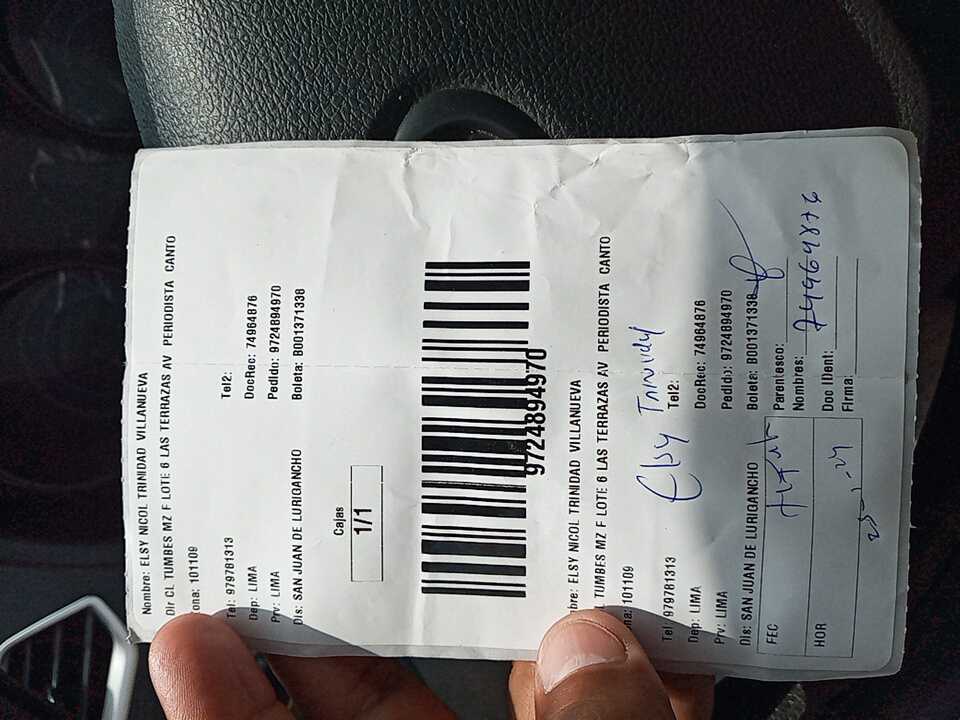 Nombre: ELSY NICOL TRINIDAD VILLANUEVA
Dir CL TUMBES MZ F LOTE 6 LAS TERRAZAS AV PERIODISTA CANTO
ona: 101109
Tel: 979781313 Tel2:
Dep: LIMA DocRec: 74964876
Prv: LIMA Pedido: 9724894970
Dis: SAN JUAN DE LURIGANCHO Boleta: B001371338
Cajas
1/1
9724894970
bre: ELSY NICOL TRINIDAD VILLANUEVA
TUMBES MZ F LOTE 6 LAS TERRAZAS AV PERIODISTA CANTO
na: 101109
Elsy Trinidad
Tel: 979781313 Tel2:
Dep: LIMA DocRec: 74964876
Prv: LIMA Pedido: 9724894970
Dis: SAN JUAN DE LURIGANCHO Boleta: B001371338
FEC Parentesco:
Nombres: 74964876
HOR Doc IDent:
Firma: